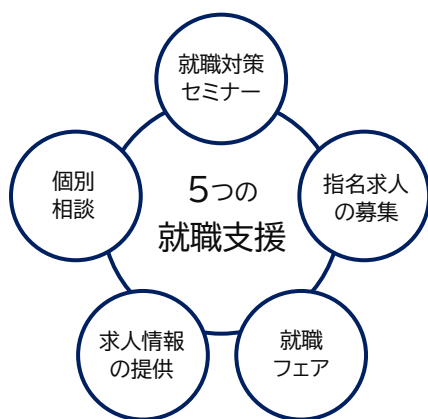 就職対策
セミナー
個別
相談
5つの
就職支援
指名求人
の募集
求人情報
の提供
就職
フェア